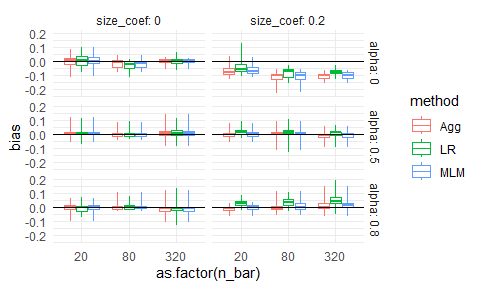 size_coef: 0
size_coef: 0.2
0.2
0.1
0.0
-0.1
-0.2
alpha: 0
0.2
0.1
0.0
-0.1
-0.2
alpha: 0.5
0.2
0.1
0.0
-0.1
-0.2
alpha: 0.8
bias
20
80
320
20
80
320
as.factor(n_bar)
method
Agg
LR
MLM